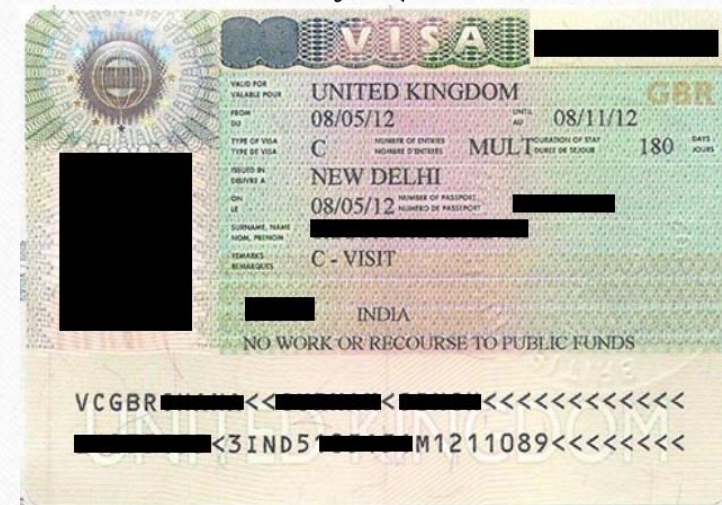 VISA
VALID FOR
VALABLE POUR
UNITED KINGDOM
GBR
FROM
DU
08/05/12
UNTIL
AU
08/11/12
TYPE OF VISA
TYPE DE VISA
C
NUMBER OF ENTRIES
NOMBRE D'ENTREES
MULT
DURATION OF STAY
DUREE DE SEJOUR
180
DAYS
JOURS
ISSUED IN
DELIVRE A
NEW DELHI
ON
LE
08/05/12
NUMBER OF PASSPORT
NUMERO DE PASSEPORT
SURNAME, NAME
NOM, PRENOM
REMARKS
REMARQUES
C - VISIT
INDIA
NO WORK OR RECOURSE TO PUBLIC FUNDS
VCGBR << < <<<<<<<<<<<<<
<3IND5 M1211089<<<<<<<<
UNITED KINGDOM